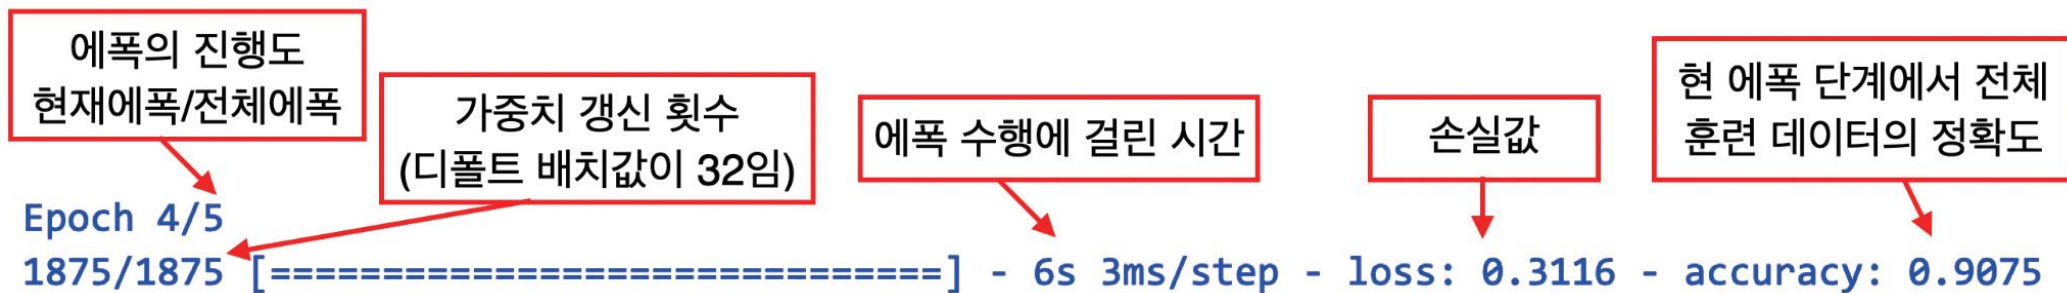 에폭의 진행도
현재에폭/전체에폭
가중치 갱신 횟수
(디폴트 배치값이 32임)
에폭 수행에 걸린 시간
손실값
현 에폭 단계에서 전체
훈련 데이터의 정확도
Epoch 4/5
1875/1875 [==============================] - 6s 3ms/step - loss: 0.3116 - accuracy: 0.9075